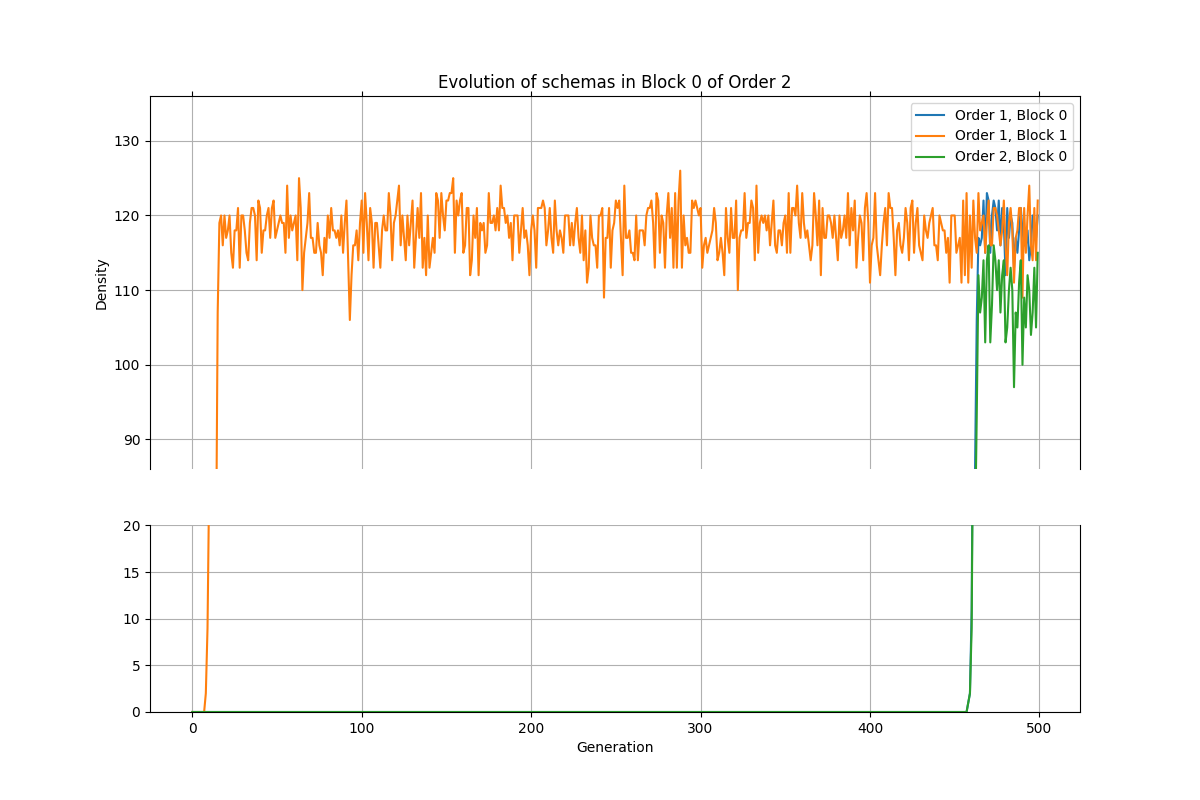 Evolution of schemas in Block 0 of Order 2
Order 1, Block 0
Order 1, Block 1
Order 2, Block 0
130
120
110
100
90
Density
20
15
10
5
0
0 100 200 300 400 500
Generation